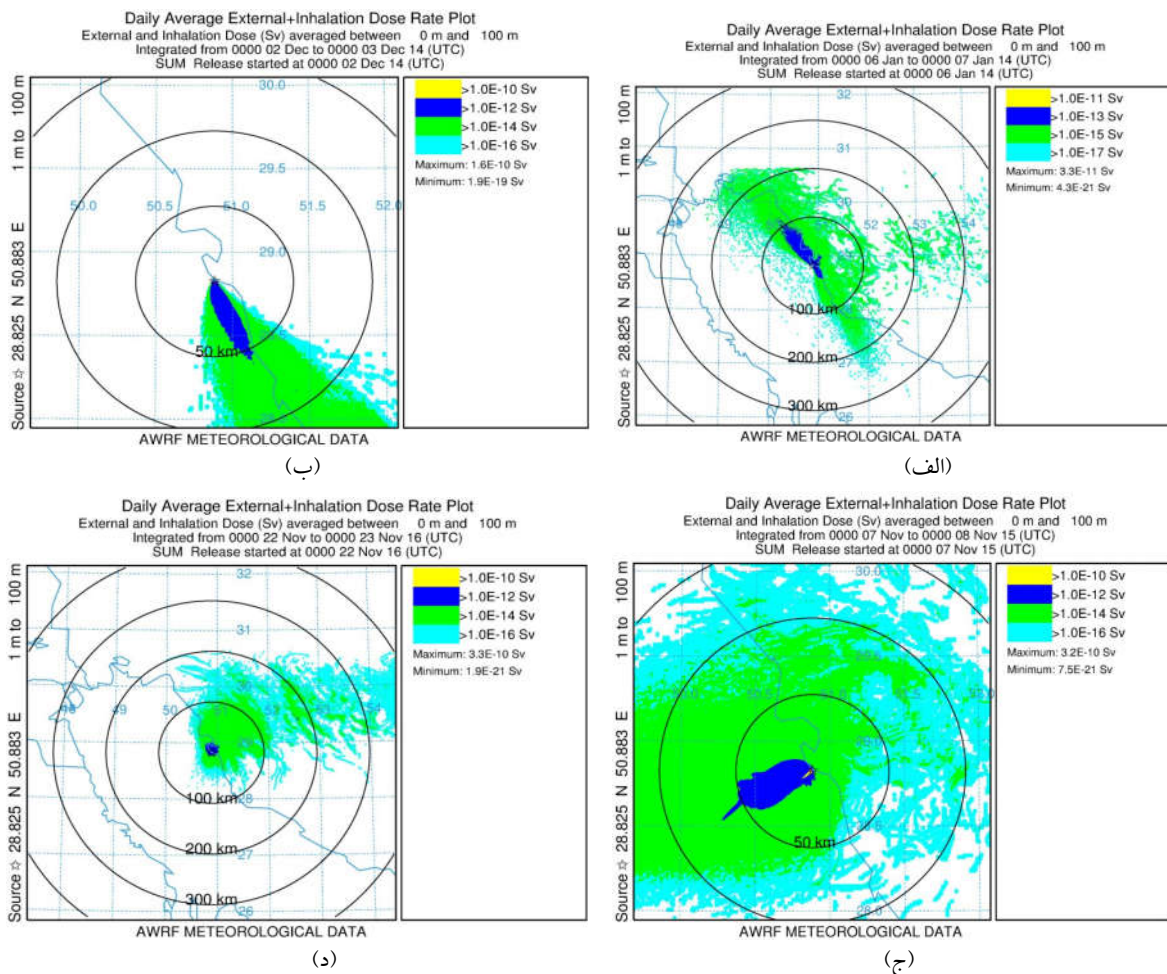 Daily Average External+Inhalation Dose Rate Plot
External and Inhalation Dose (Sv) averaged between 0 m and 100 m
Integrated from 0000 06 Jan to 0000 07 Jan 14 (UTC)
SUM Release started at 0000 06 Jan 14 (UTC)
Source ☆ 28.825 N 50.883 E 1 m to 100 m
32
31
30
52
53
54
100 km
27
200 km
300 km
26
>1.0E-11 Sv
>1.0E-13 Sv
>1.0E-15 Sv
>1.0E-17 Sv
Maximum: 3.3E-11 Sv
Minimum: 4.3E-21 Sv
AWRF METEOROLOGICAL DATA
(الف)
Daily Average External+Inhalation Dose Rate Plot
External and Inhalation Dose (Sv) averaged between 0 m and 100 m
Integrated from 0000 02 Dec to 0000 03 Dec 14 (UTC)
SUM Release started at 0000 02 Dec 14 (UTC)
Source ☆ 28.825 N 50.883 E 1 m to 100 m
30.0
29.5
50.0 50.5 51.0 51.5 52.0
29.0
50 km
>1.0E-10 Sv
>1.0E-12 Sv
>1.0E-14 Sv
>1.0E-16 Sv
Maximum: 1.6E-10 Sv
Minimum: 1.9E-19 Sv
AWRF METEOROLOGICAL DATA
(ب)
Daily Average External+Inhalation Dose Rate Plot
External and Inhalation Dose (Sv) averaged between 0 m and 100 m
Integrated from 0000 07 Nov to 0000 08 Nov 15 (UTC)
SUM Release started at 0000 07 Nov 15 (UTC)
Source ☆ 28.825 N 50.883 E 1 m to 100 m
30.0
29.0
50 km
28.0
>1.0E-10 Sv
>1.0E-12 Sv
>1.0E-14 Sv
>1.0E-16 Sv
Maximum: 3.2E-10 Sv
Minimum: 7.5E-21 Sv
AWRF METEOROLOGICAL DATA
(ج)
Daily Average External+Inhalation Dose Rate Plot
External and Inhalation Dose (Sv) averaged between 0 m and 100 m
Integrated from 0000 22 Nov to 0000 23 Nov 16 (UTC)
SUM Release started at 0000 22 Nov 16 (UTC)
Source ☆ 28.825 N 50.883 E 1 m to 100 m
32
31
48 49 50
54
100 km
28
200 km
27
300 km
26
>1.0E-10 Sv
>1.0E-12 Sv
>1.0E-14 Sv
>1.0E-16 Sv
Maximum: 3.3E-10 Sv
Minimum: 1.9E-21 Sv
AWRF METEOROLOGICAL DATA
(د)